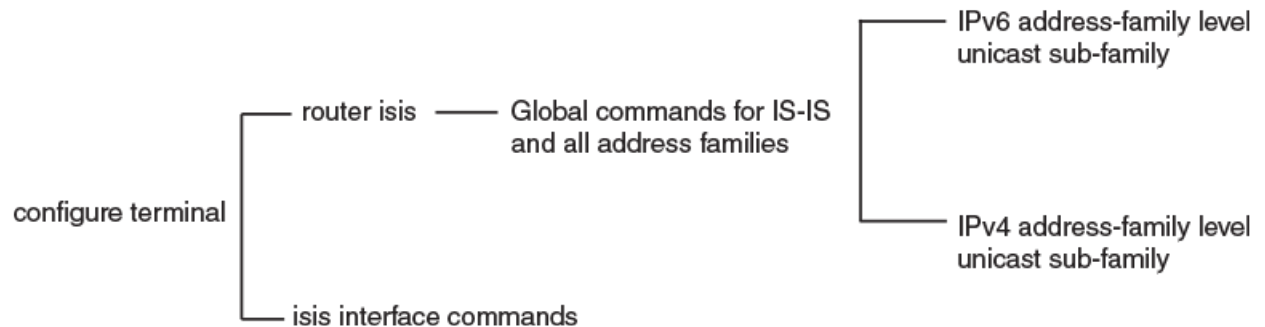 IPv6 address-family level
unicast sub-family
router isis
Global commands for IS-IS
and all address families
configure terminal
IPv4 address-family level
unicast sub-family
isis interface commands